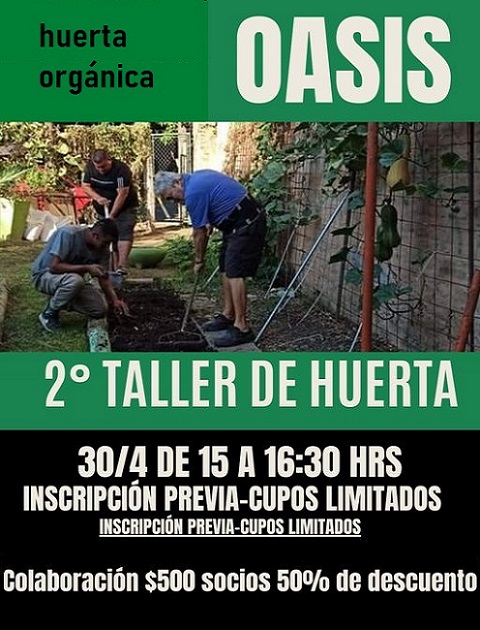 huerta
orgánica
OASIS
2° TALLER DE HUERTA
30/4 DE 15 A 16:30 HRS
INSCRIPCIÓN PREVIA-CUPOS LIMITADOS
INSCRIPCIÓN PREVIA-CUPOS LIMITADOS
Colaboración $500 socios 50% de descuento